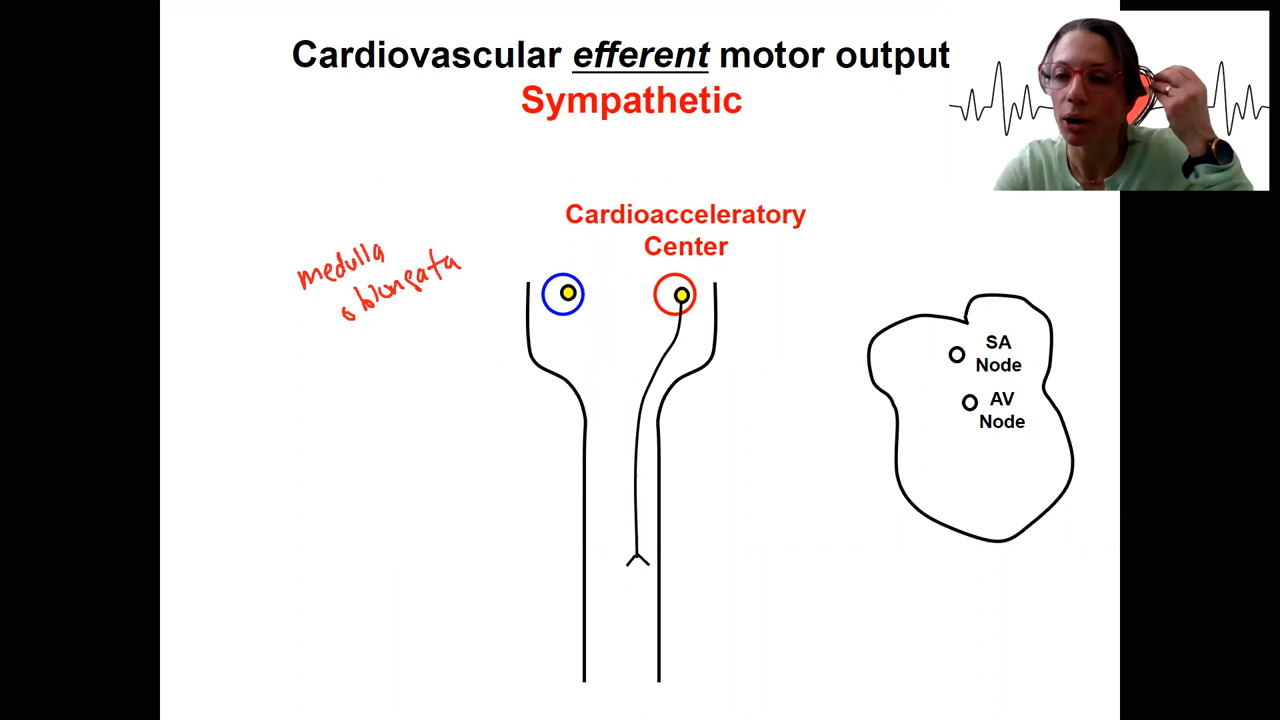 Cardiovascular efferent motor output
Sympathetic
Cardioacceleratory
Center
medulla
oblongata
SA
Node
AV
Node